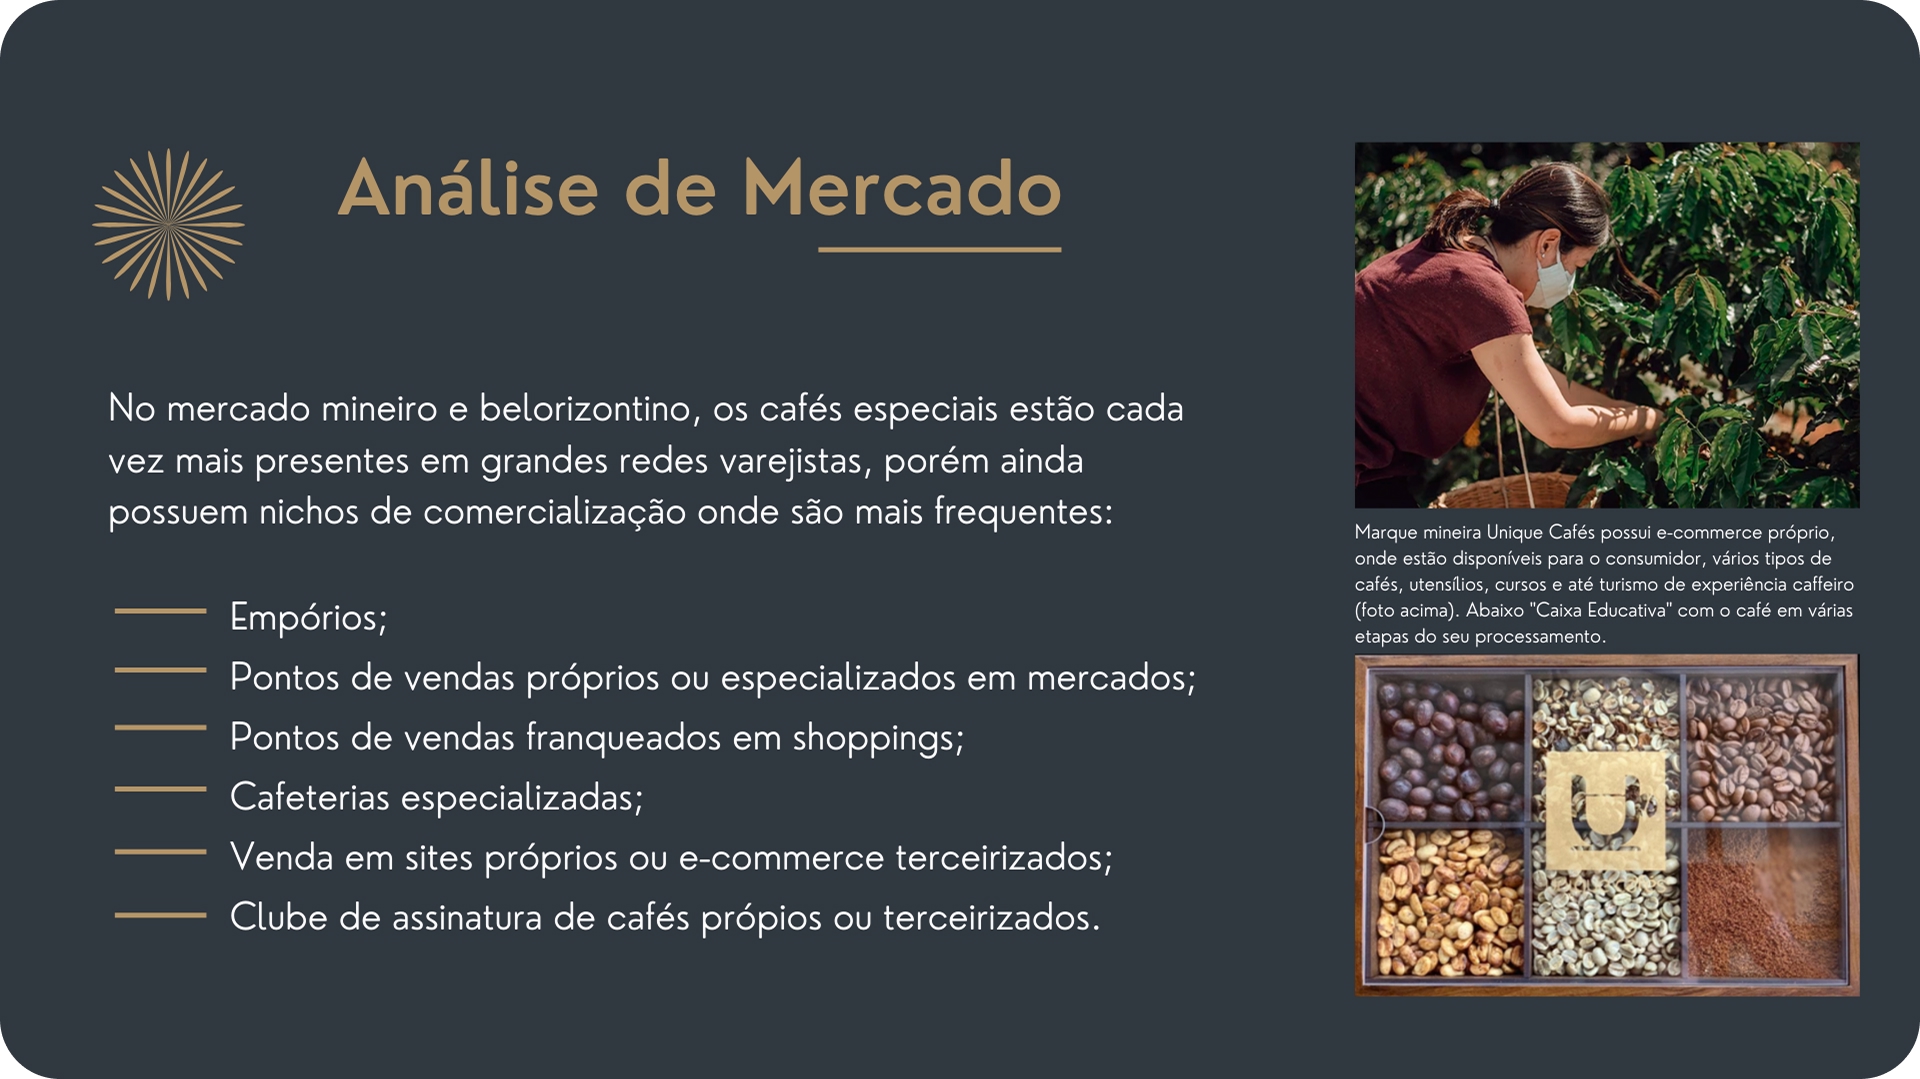 Análise de Mercado
No mercado mineiro e belorizontino, os cafés especiais estão cada
vez mais presentes em grandes redes varejistas, porém ainda
possuem nichos de comercialização onde são mais frequentes:
Empórios;
Pontos de vendas próprios ou especializados em mercados;
Pontos de vendas franqueados em shoppings;
Cafeterias especializadas;
Venda em sites próprios ou e-commerce terceirizados;
Clube de assinatura de cafés própios ou terceirizados.
Marque mineira Unique Cafés possui e-commerce próprio,
onde estão disponíveis para o consumidor, vários tipos de
cafés, utensílios, cursos e até turismo de experiência caffeiro
(foto acima). Abaixo "Caixa Educativa" com o café em várias
etapas do seu processamento.
U